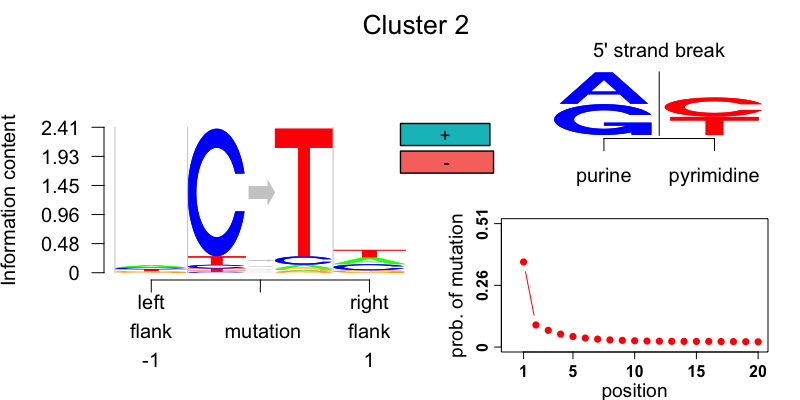 Cluster 2
Information content
2.41
1.93
1.45
0.96
0.48
0
C T
left flank -1
mutation
right flank 1
+
-
5' strand break
A
G
C
T
purine
pyrimidine
prob. of mutation
0.51
0.26
0
1 5 10 15 20
position